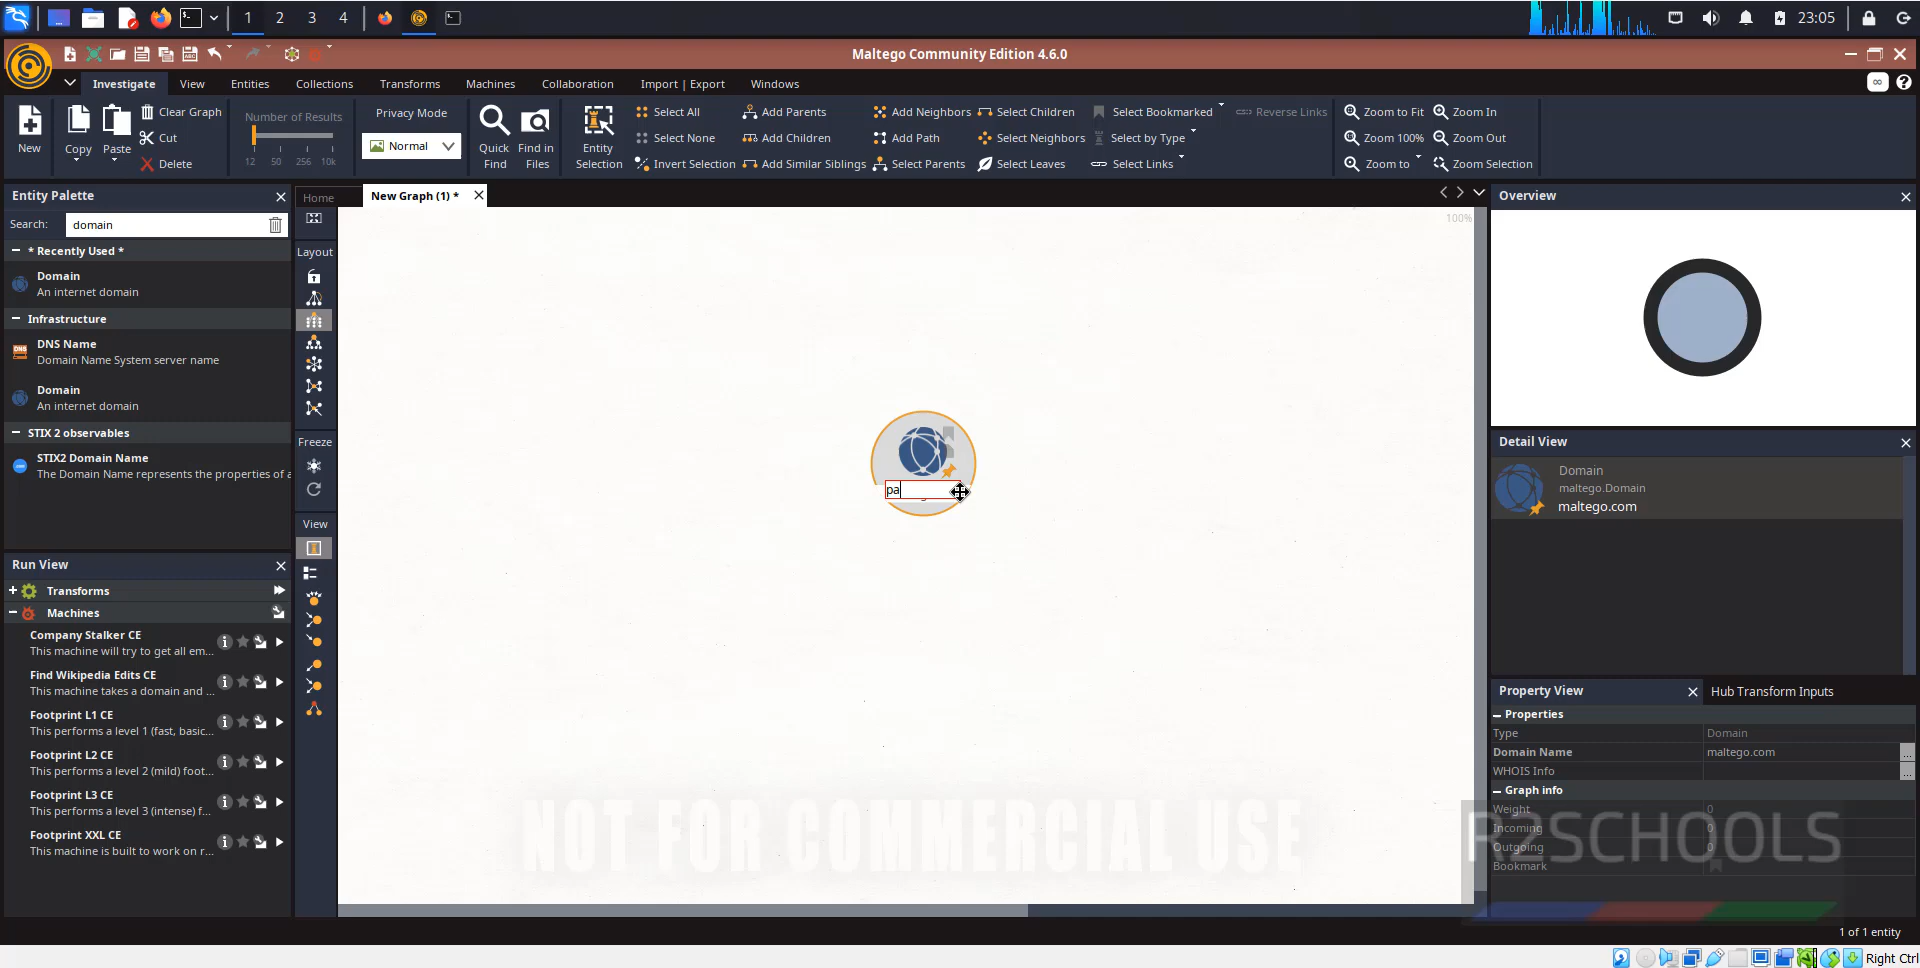 1
2
3
4
23:05
Maltego Community Edition 4.6.0
Investigate
View
Entities
Collections
Transforms
Machines
Collaboration
Import | Export
Windows
New
Copy
Paste
Clear Graph
Cut
Delete
Number of Results
12 50 256 10k
Privacy Mode
Normal
Quick
Find
Find in
Files
Entity
Selection
Select All
Select None
Invert Selection
Add Parents
Add Children
Add Similar Siblings
Add Neighbors
Add Path
Select Parents
Select Children
Select Neighbors
Select Leaves
Select Bookmarked
Select by Type
Select Links
Reverse Links
Zoom to Fit
Zoom 100%
Zoom to
Zoom In
Zoom Out
Zoom Selection
Entity Palette
Search: domain
* Recently Used *
Domain
An internet domain
Infrastructure
DNS Name
Domain Name System server name
Domain
An internet domain
STIX 2 observables
STIX2 Domain Name
The Domain Name represents the properties of a
Run View
Transforms
Machines
Company Stalker CE
This machine will try to get all em...
Find Wikipedia Edits CE
This machine takes a domain and ...
Footprint L1 CE
This performs a level 1 (fast, basic...
Footprint L2 CE
This performs a level 2 (mild) foot...
Footprint L3 CE
This performs a level 3 (intense) f...
Footprint XXL CE
This machine is built to work on r...
Home
New Graph (1) *
Layout
Freeze
View
100%
pa
NOT FOR COMMERCIAL USE
Overview
Detail View
Domain
maltego.Domain
maltego.com
Property View
Hub Transform Inputs
Properties
Type Domain
Domain Name maltego.com
WHOIS Info
Graph info
Weight 0
Incoming 0
Outgoing 0
Bookmark
R2SCHOOLS
1 of 1 entity
Right Ctrl